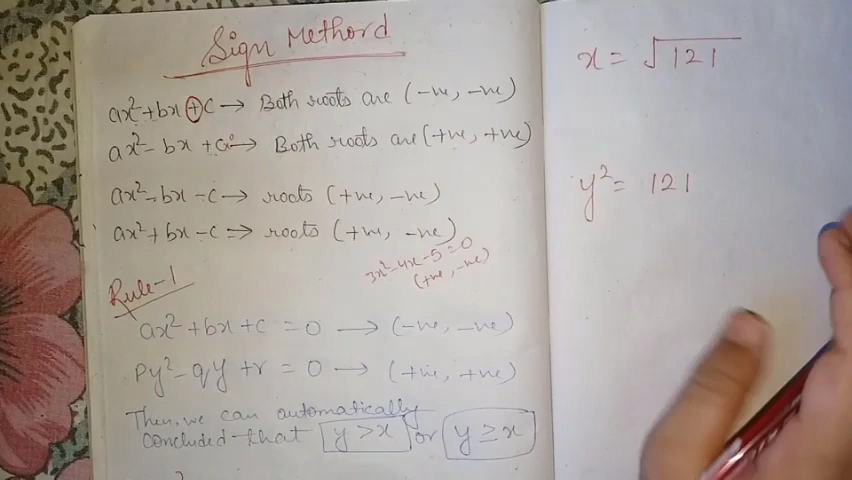 Sign Methord
ax²+bx+c → Both roots are (-ve, -ve)
ax²-bx+c → Both roots are (+ve, +ve)
ax²-bx-c → roots (+ve, -ve)
ax²+bx-c → roots (+ve, -ve)
3x²-4x-5=0
(+ve, -ve)
Rule-1
ax²+bx+c=0 → (-ve, -ve)
py²-qy+r=0 → (+ve, +ve)
Then, we can automatically
concluded that y>x or y≥x
x = √121
y² = 121